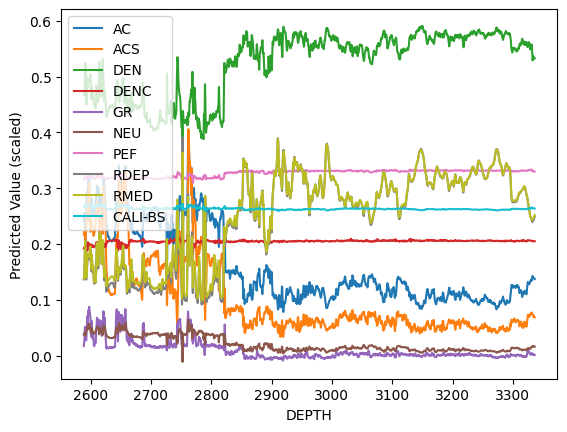 0.6
0.5
0.4
0.3
0.2
0.1
0.0
Predicted Value (scaled)
AC
ACS
DEN
DENC
GR
NEU
PEF
RDEP
RMED
CALI-BS
2600 2700 2800 2900 3000 3100 3200 3300
DEPTH